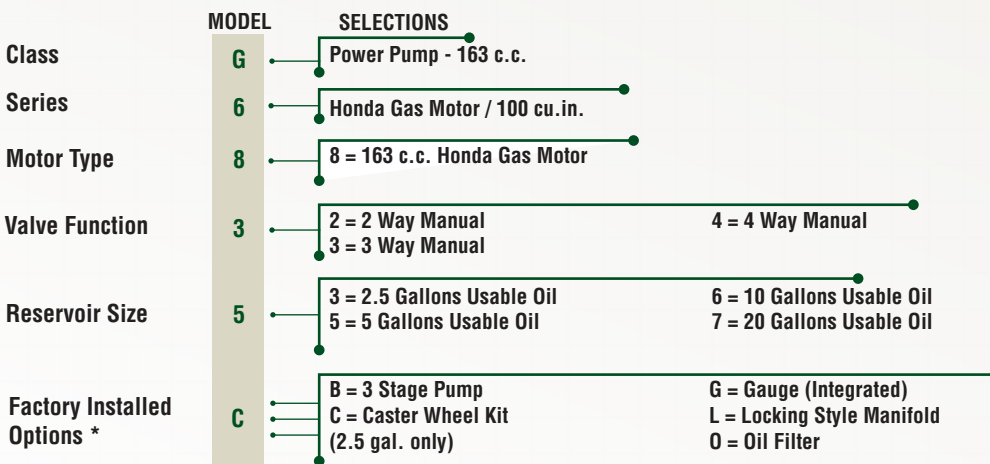 MODEL SELECTIONS
Class G Power Pump - 163 c.c.
Series 6 Honda Gas Motor / 100 cu.in.
Motor Type 8 8 = 163 c.c. Honda Gas Motor
Valve Function 3 2 = 2 Way Manual 4 = 4 Way Manual
3 = 3 Way Manual
Reservoir Size 5 3 = 2.5 Gallons Usable Oil 6 = 10 Gallons Usable Oil
5 = 5 Gallons Usable Oil 7 = 20 Gallons Usable Oil
Factory Installed
Options * C B = 3 Stage Pump G = Gauge (Integrated)
C = Caster Wheel Kit L = Locking Style Manifold
(2.5 gal. only) O = Oil Filter